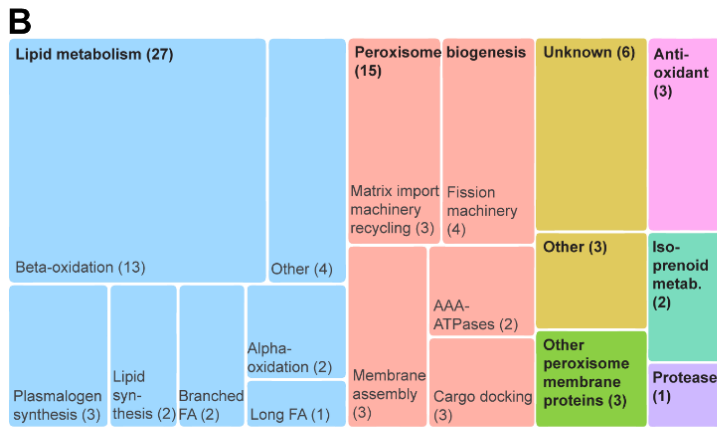 B
Lipid metabolism (27)
Beta-oxidation (13)
Other (4)
Plasmalogen
synthesis (3)
Lipid
syn-
thesis (2)
Branched
FA (2)
Alpha-
oxidation (2)
Long FA (1)
Peroxisome biogenesis
(15)
Matrix import
machinery
recycling (3)
Fission
machinery
(4)
Membrane
assembly
(3)
AAA-
ATPases (2)
Cargo docking
(3)
Unknown (6)
Other (3)
Other
peroxisome
membrane
proteins (3)
Anti-
oxidant
(3)
Iso-
prenoid
metab.
(2)
Protease
(1)